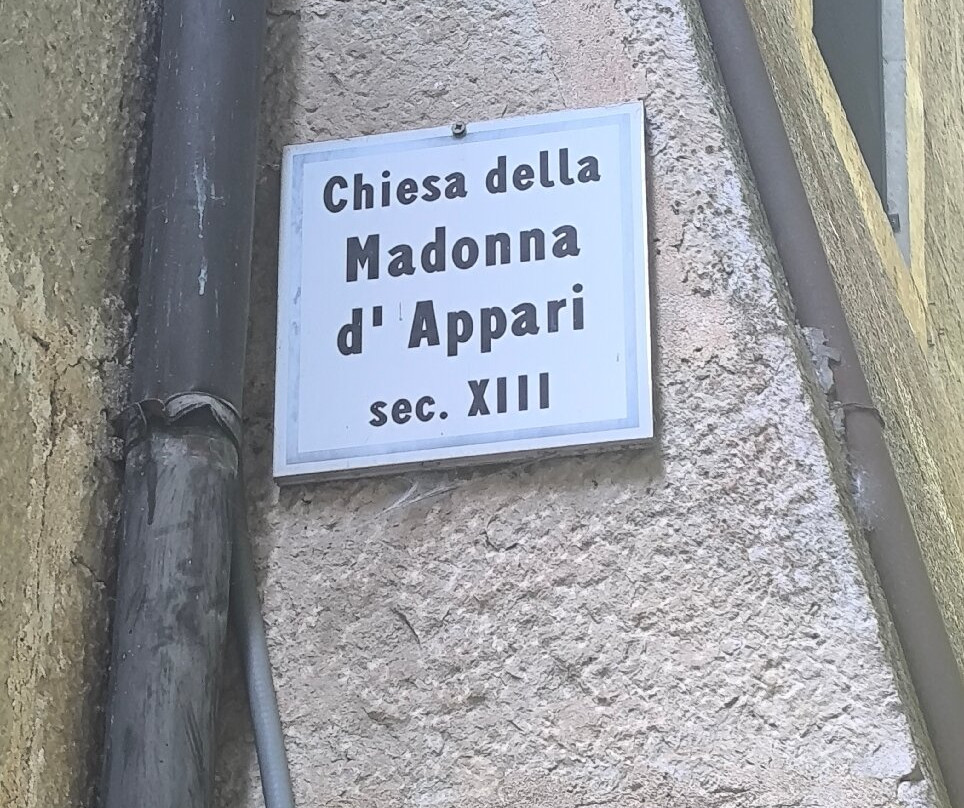 Chiesa della
Madonna
d' Appari
sec. XIII